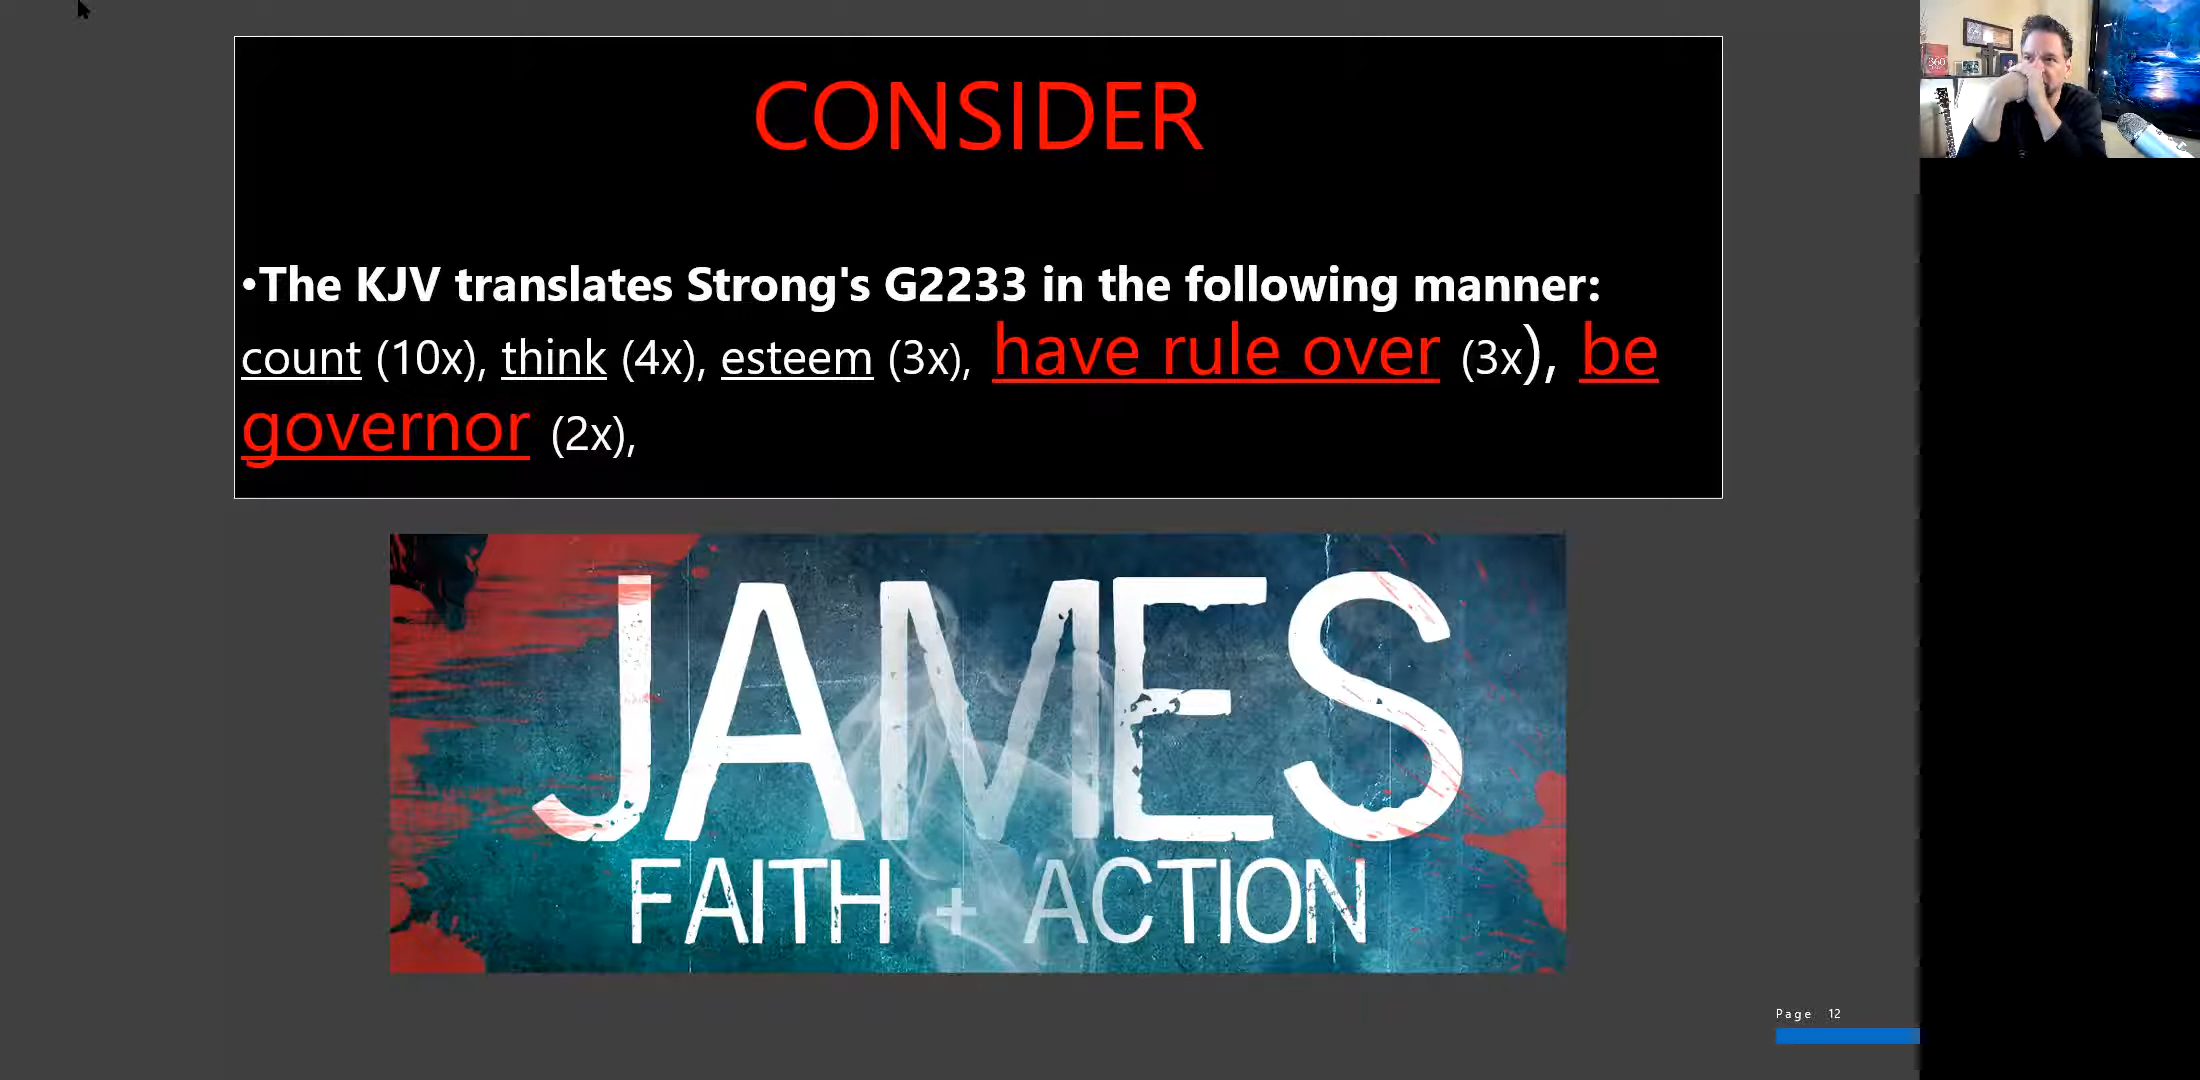 CONSIDER
•The KJV translates Strong's G2233 in the following manner:
count (10x), think (4x), esteem (3x), have rule over (3x), be
governor (2x),
JAMES
FAITH + ACTION
Page 12
360